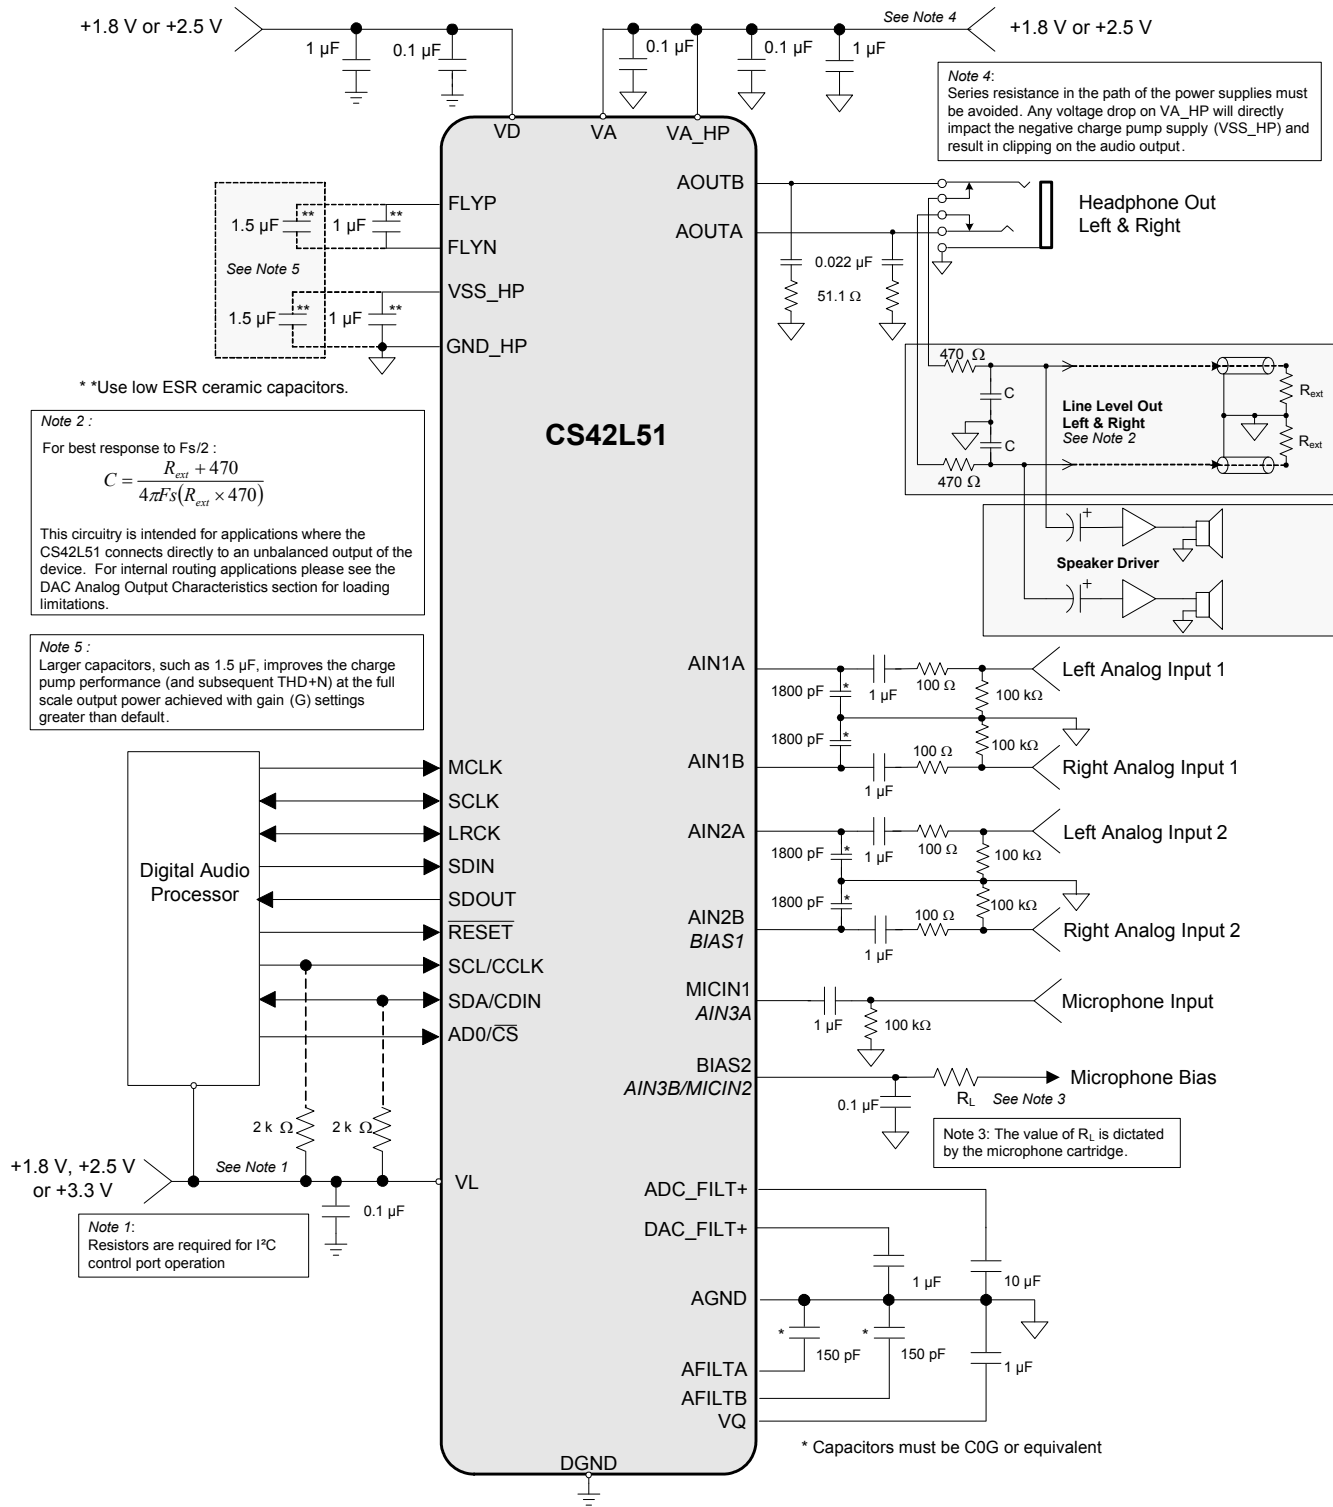 +1.8 V or +2.5 V
1 µF
0.1 µF
0.1 µF
0.1 µF
1 µF
See Note 4
+1.8 V or +2.5 V
Note 4:
Series resistance in the path of the power supplies must
be avoided. Any voltage drop on VA_HP will directly
impact the negative charge pump supply (VSS_HP) and
result in clipping on the audio output.
VD
VA
VA_HP
FLYP
FLYN
VSS_HP
GND_HP
1.5 µF
**
1 µF
**
See Note 5
1.5 µF
**
1 µF
**
* *Use low ESR ceramic capacitors.
AOUTB
AOUTA
Headphone Out
Left & Right
0.022 µF
51.1 Ω
CS42L51
470 Ω
C
C
470 Ω
Line Level Out
Left & Right
See Note 2
Rext
Rext
Speaker Driver
+
+
Note 2 :
For best response to Fs/2 :
C = (Rext + 470) / (4πFs(Rext × 470))
This circuitry is intended for applications where the
CS42L51 connects directly to an unbalanced output of the
device. For internal routing applications please see the
DAC Analog Output Characteristics section for loading
limitations.
Note 5 :
Larger capacitors, such as 1.5 µF, improves the charge
pump performance (and subsequent THD+N) at the full
scale output power achieved with gain (G) settings
greater than default.
AIN1A
1800 pF
*
1 µF
100 Ω
100 kΩ
Left Analog Input 1
AIN1B
1800 pF
*
1 µF
100 Ω
100 kΩ
Right Analog Input 1
AIN2A
1800 pF
*
1 µF
100 Ω
100 kΩ
Left Analog Input 2
AIN2B
BIAS1
1800 pF
*
1 µF
100 Ω
100 kΩ
Right Analog Input 2
MICIN1
AIN3A
1 µF
100 kΩ
Microphone Input
BIAS2
AIN3B/MICIN2
0.1 µF
RL
See Note 3
Microphone Bias
Note 3: The value of RL is dictated
by the microphone cartridge.
Digital Audio
Processor
MCLK
SCLK
LRCK
SDIN
SDOUT
RESET
SCL/CCLK
SDA/CDIN
AD0/CS
2 k Ω
2 k Ω
+1.8 V, +2.5 V
or +3.3 V
See Note 1
VL
0.1 µF
Note 1:
Resistors are required for I²C
control port operation
ADC_FILT+
DAC_FILT+
1 µF
10 µF
AGND
*
150 pF
*
150 pF
1 µF
AFILTA
AFILTB
VQ
* Capacitors must be C0G or equivalent
DGND